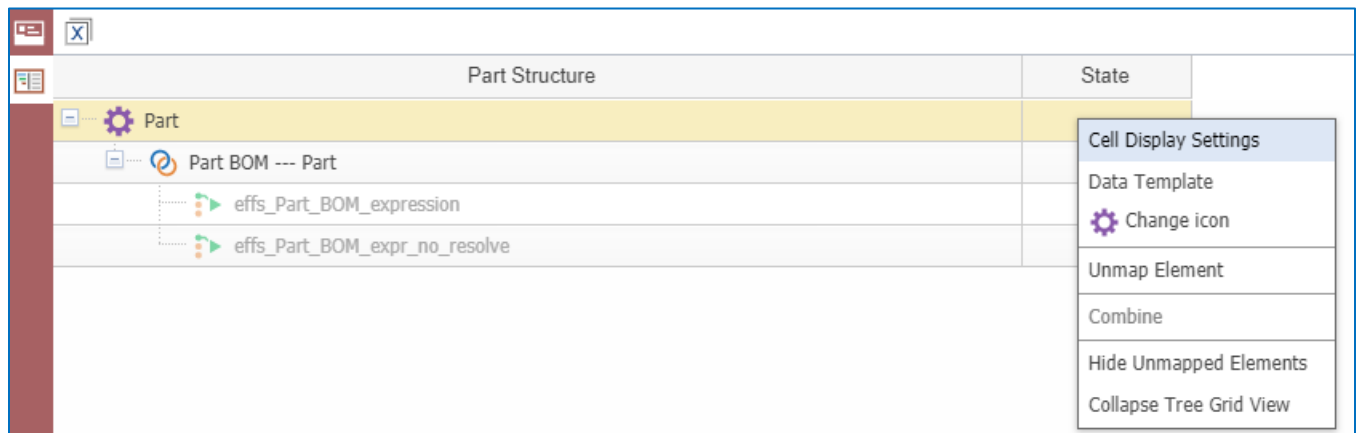 Part Structure
State
Part
Part BOM --- Part
effs_Part_BOM_expression
effs_Part_BOM_expr_no_resolve
Cell Display Settings
Data Template
Change icon
Unmap Element
Combine
Hide Unmapped Elements
Collapse Tree Grid View